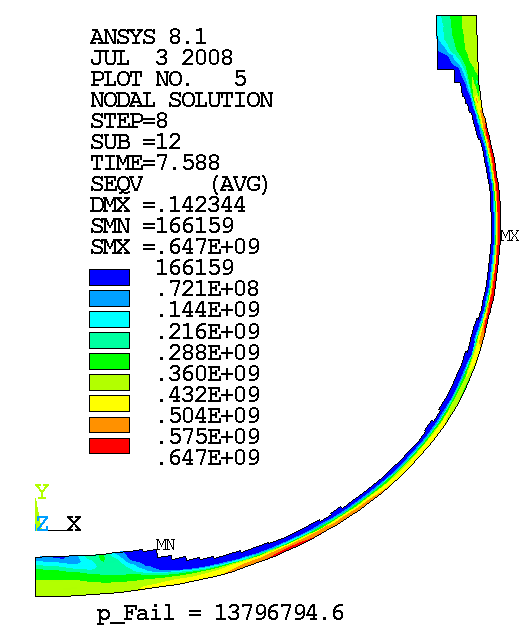 ANSYS 8.1
JUL  3 2008
PLOT NO.   5
NODAL SOLUTION
STEP=8
SUB =12
TIME=7.588
SEQV     (AVG)
DMX =.142344
SMN =166159
SMX =.647E+09
166159
.721E+08
.144E+09
.216E+09
.288E+09
.360E+09
.432E+09
.504E+09
.575E+09
.647E+09
MX
Y
Z X
MN
p_Fail = 13796794.6